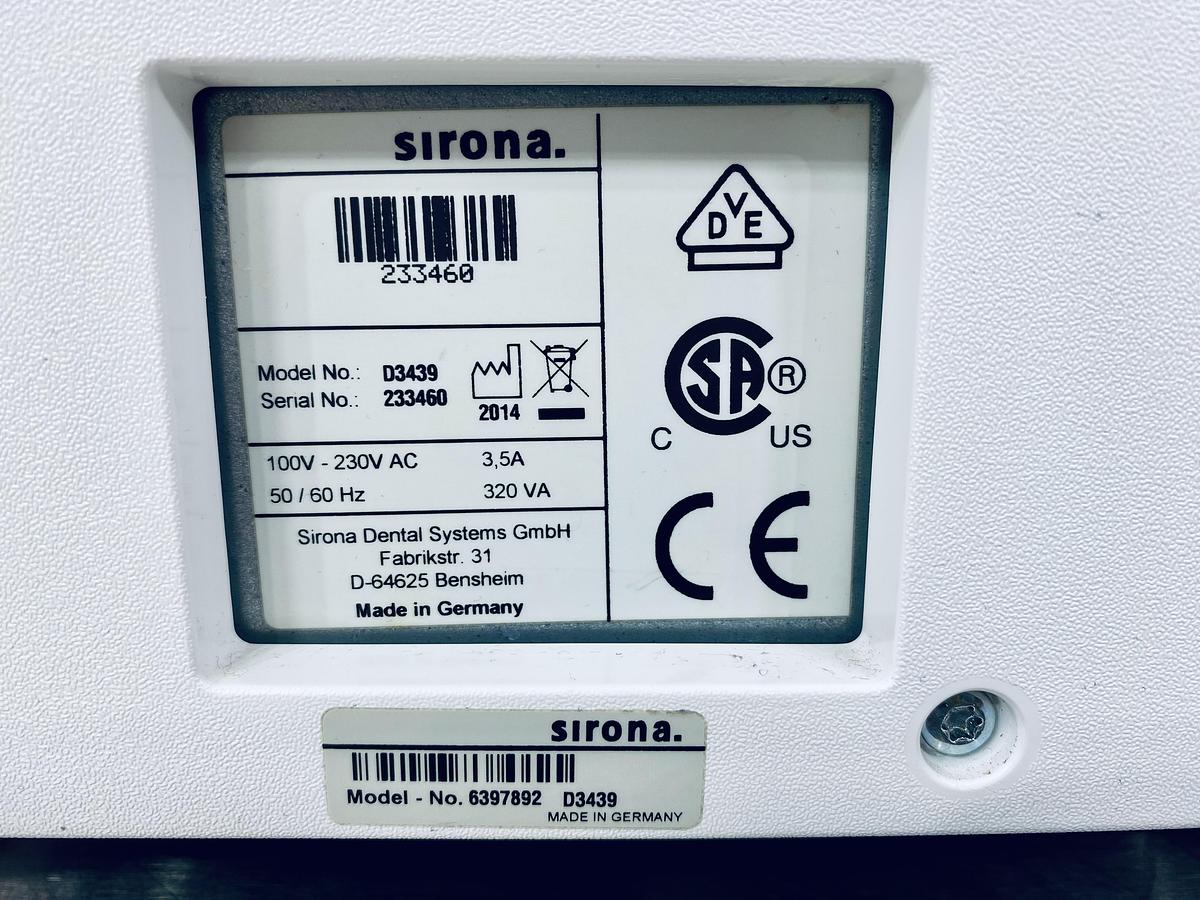 sirona.
233460
Model No.: D3439
Serial No.: 233460
2014
100V - 230V AC 3,5A
50 / 60 Hz 320 VA
Sirona Dental Systems GmbH
Fabrikstr. 31
D-64625 Bensheim
Made in Germany
VDE
CSA ®
C US
CE
sirona.
Model - No. 6397892 D3439
MADE IN GERMANY